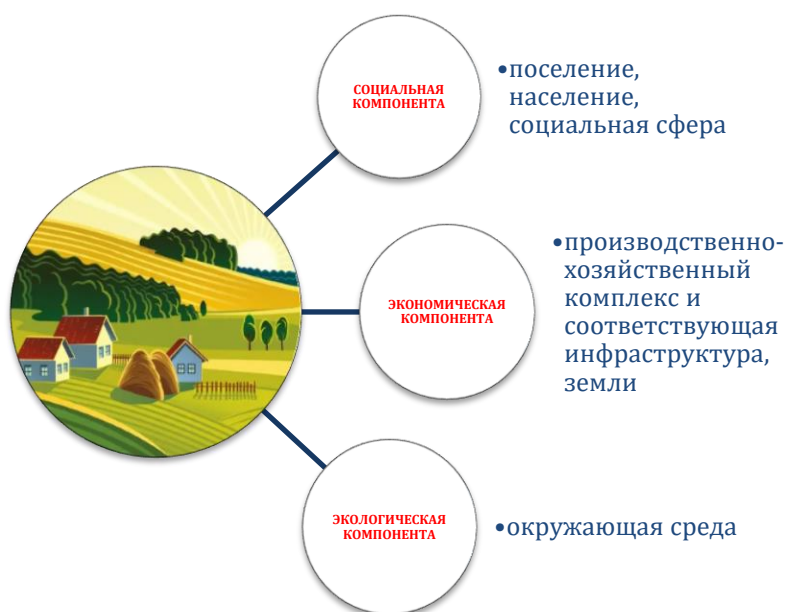 СОЦИАЛЬНАЯ
КОМПОНЕНТА
•поселение,
население,
социальная сфера
ЭКОНОМИЧЕСКАЯ
КОМПОНЕНТА
•производственно-
хозяйственный
комплекс и
соответствующая
инфраструктура,
земли
ЭКОЛОГИЧЕСКАЯ
КОМПОНЕНТА
•окружающая среда